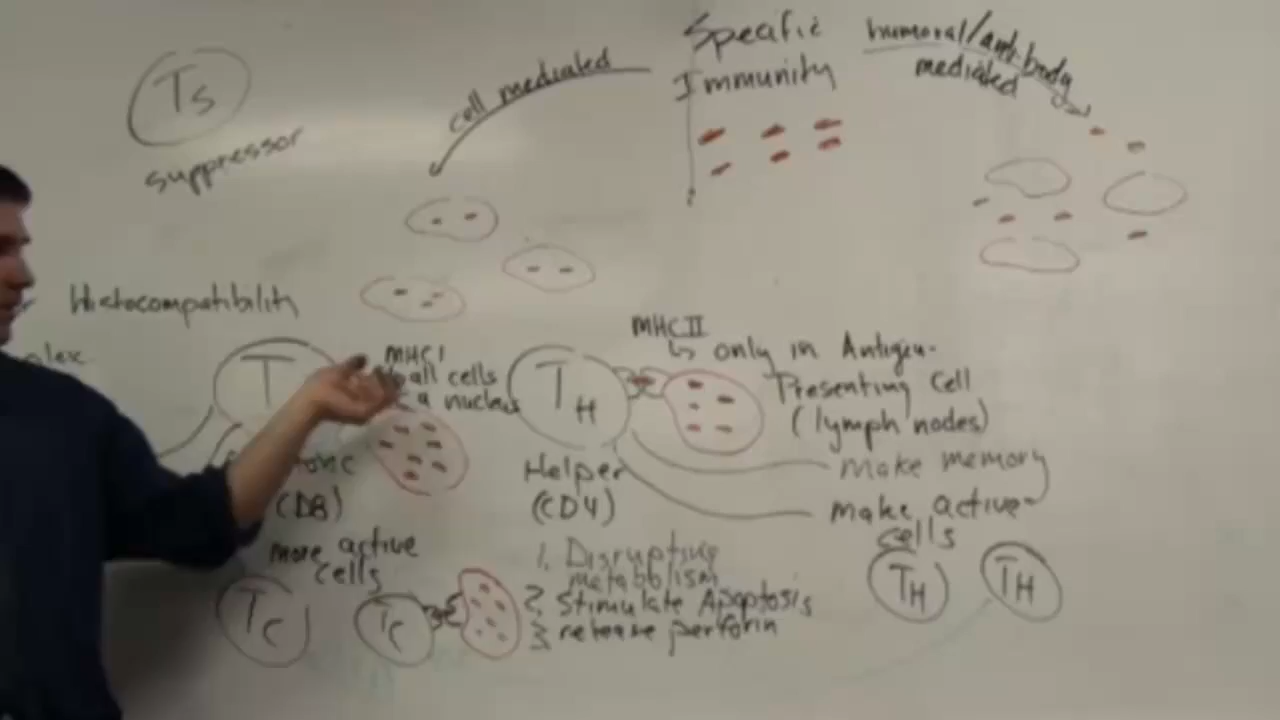 Specific
Immunity
humoral/antibody
mediated
cell mediated
Ts
suppressor
Histocompatibility
T
MHC I
all cells
a nucleus
(CD8)
more active
cells
Tc
Tc
TH
Helper
(CD4)
MHC II
only in Antigen-
Presenting Cell
(lymph nodes)
make memory
make active
cells
TH
TH
1. Disrupting
metabolism
2. Stimulate Apoptosis
3. release perforin